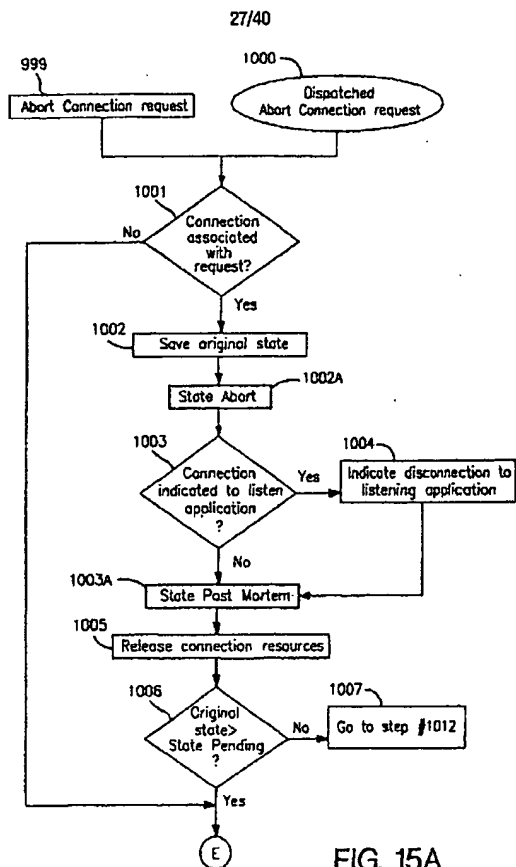 27/40
999
1000
Abort Connection request
Dispatched
Abort Connection request
1001
No
Connection
associated
with
request?
Yes
1002
Save original state
1002A
State Abort
1003
1004
Connection
indicated to listen
application
?
Yes
Indicate disconnection to
listening application
No
1003A
State Post Mortem
1005
Release connection resources
1006
1007
Original
state>
State Pending
?
No
Go to step #1012
Yes
E
FIG. 15A